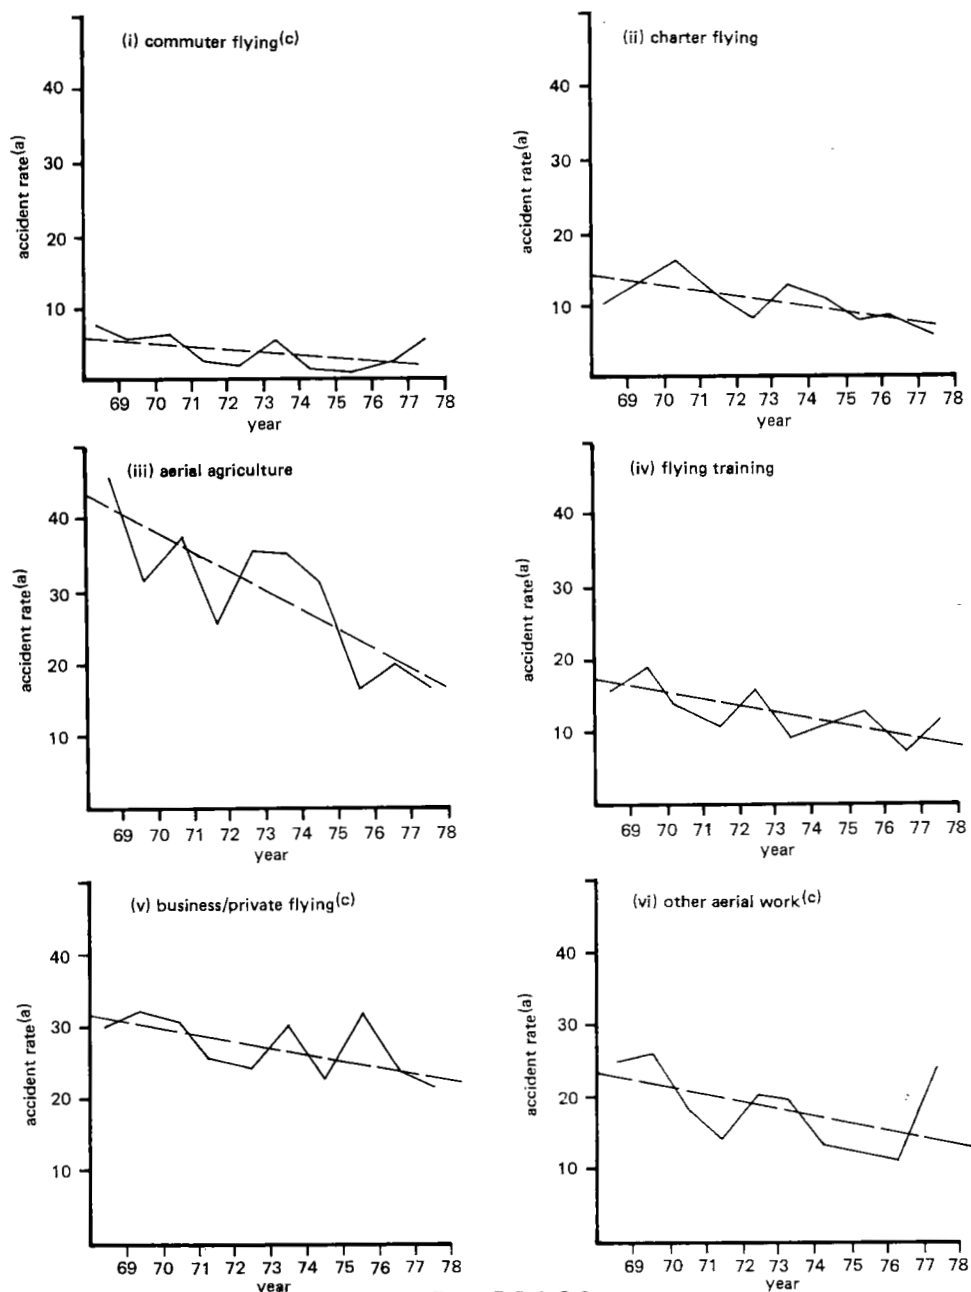 (i) commuter flying(c)
40
30
20
10
accident rate(a)
69 70 71 72 73 74 75 76 77 78
year
(ii) charter flying
40
30
20
10
accident rate(a)
69 70 71 72 73 74 75 76 77 78
year
(iii) aerial agriculture
40
30
20
10
accident rate(a)
69 70 71 72 73 74 75 76 77 78
year
(iv) flying training
40
30
20
10
accident rate(a)
69 70 71 72 73 74 75 76 77 78
year
(v) business/private flying(c)
40
30
20
10
accident rate(a)
69 70 71 72 73 74 75 76 77 78
year
(vi) other aerial work(c)
40
30
20
10
accident rate(a)
69 70 71 72 73 74 75 76 77 78
year